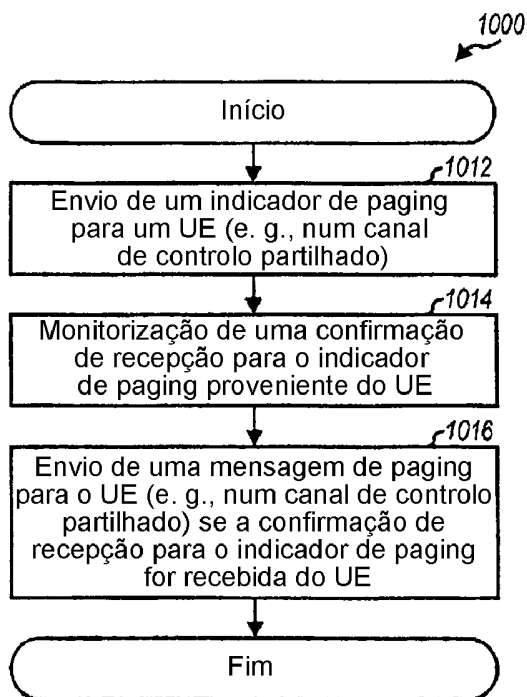 1000
Início
1012
Envio de um indicador de paging
para um UE (e. g., num canal
de controlo partilhado)
1014
Monitorização de uma confirmação
de recepção para o indicador
de paging proveniente do UE
1016
Envio de uma mensagem de paging
para o UE (e. g., num canal de controlo
partilhado) se a confirmação de
recepção para o indicador de paging
for recebida do UE
Fim